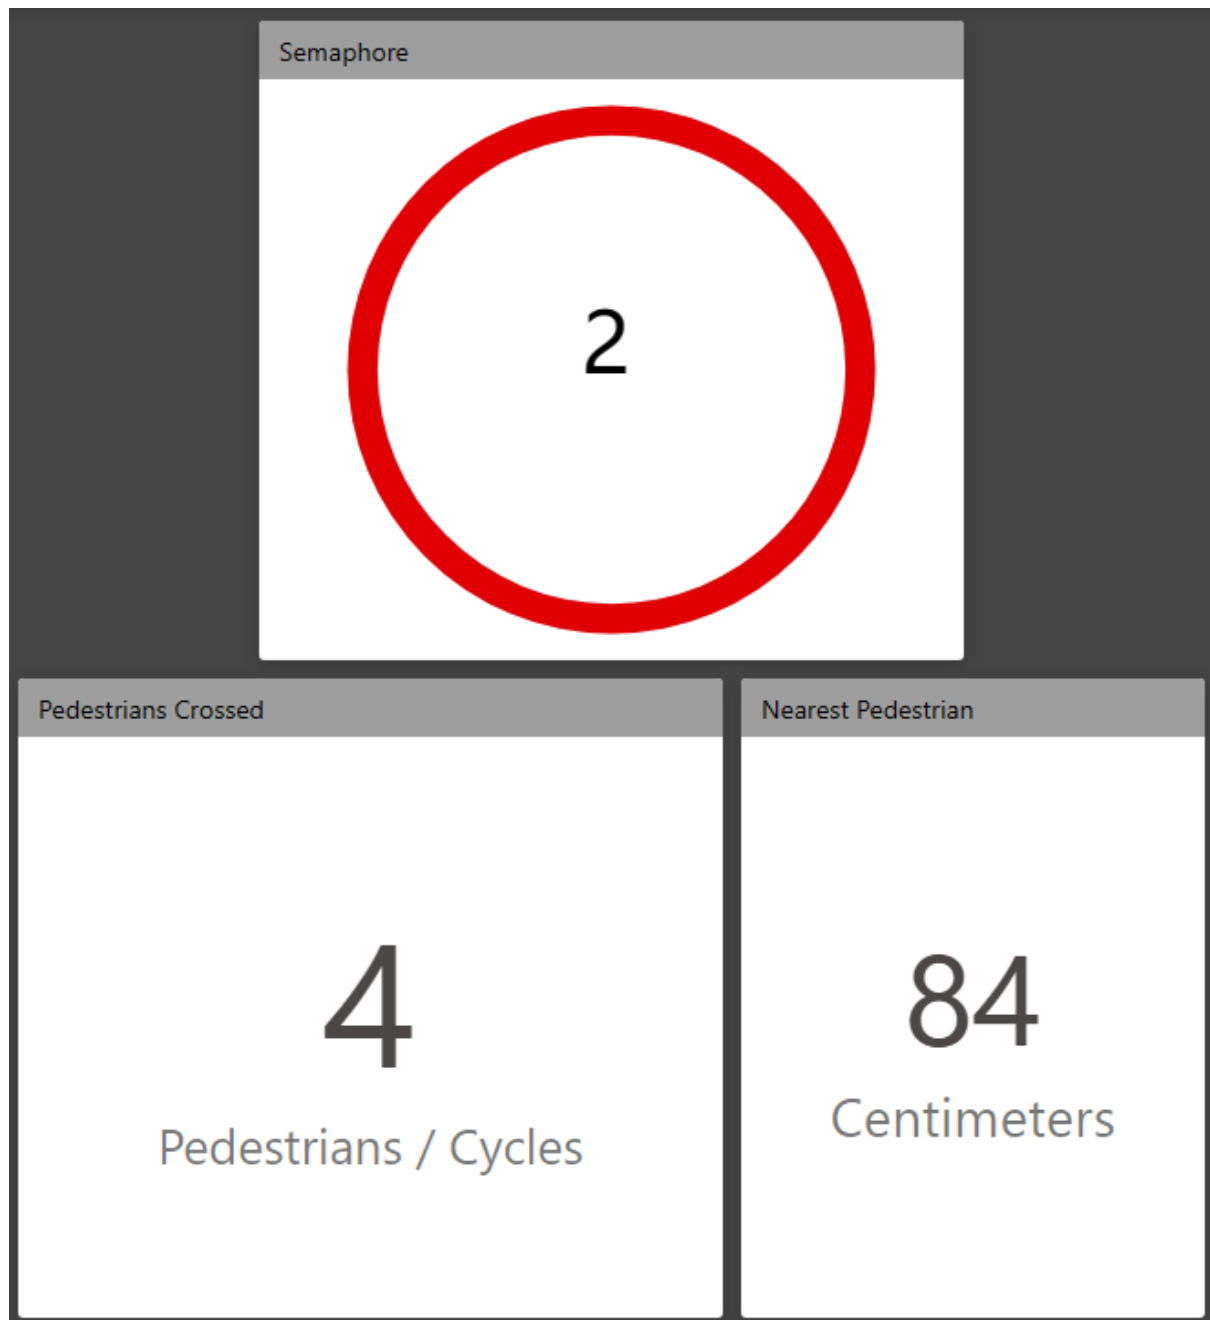 Semaphore
2
Pedestrians Crossed
4
Pedestrians / Cycles
Nearest Pedestrian
84
Centimeters